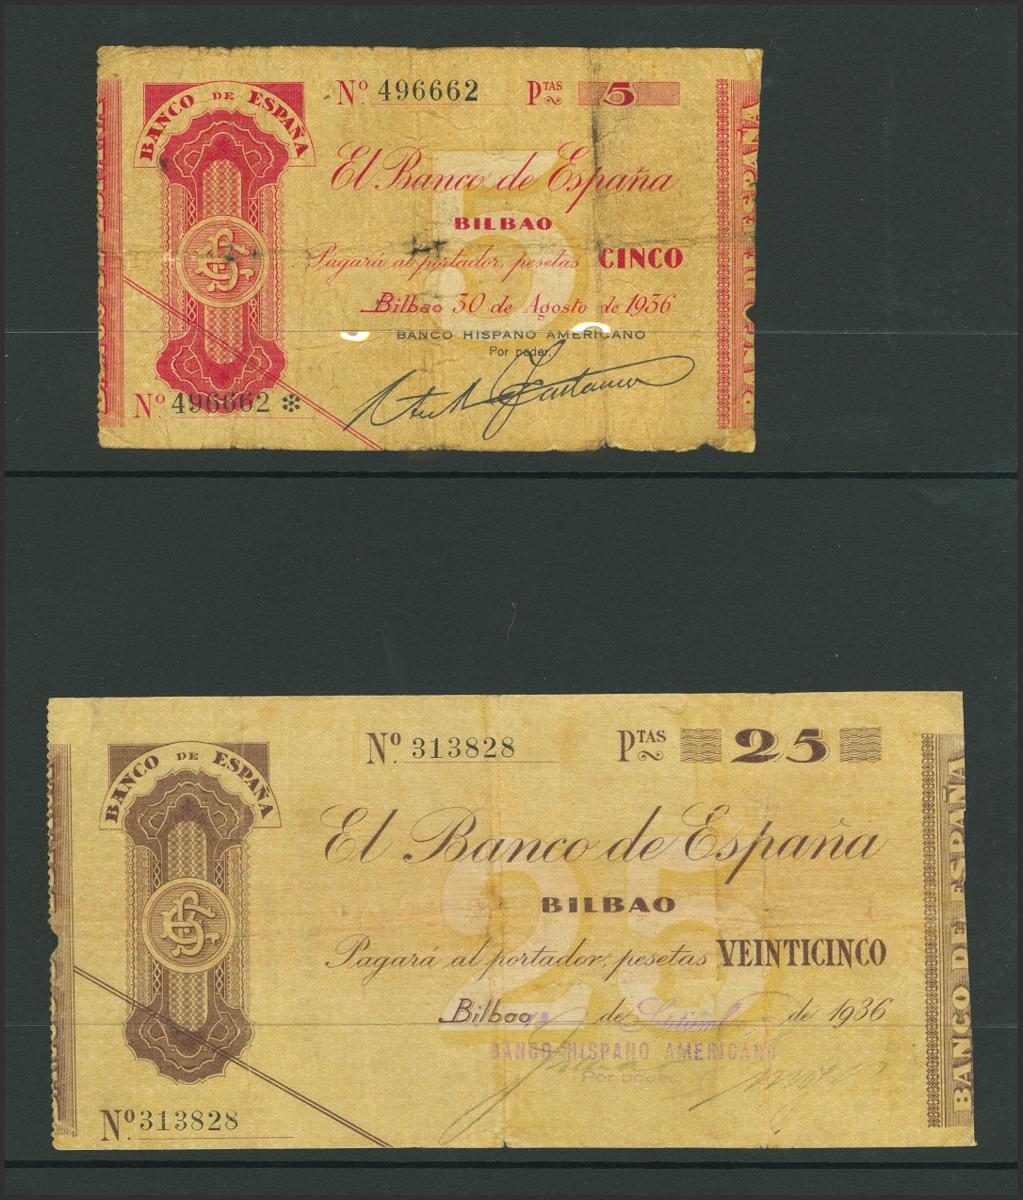 BANCO DE ESPAÑA
Nº 496662 PTAS 5
El Banco de España
BILBAO
Pagará al portador, pesetas CINCO
Bilbao 30 de Agosto de 1936
BANCO HISPANO AMERICANO
Por poder,
Nº 496662 *
BANCO DE ESPAÑA
Nº 313828 PTAS 25
El Banco de España
BILBAO
Pagará al portador, pesetas VEINTICINCO
Bilbao de de 1936
BANCO HISPANO AMERICANO
Por poder
Nº 313828
BANCO DE ESPAÑA